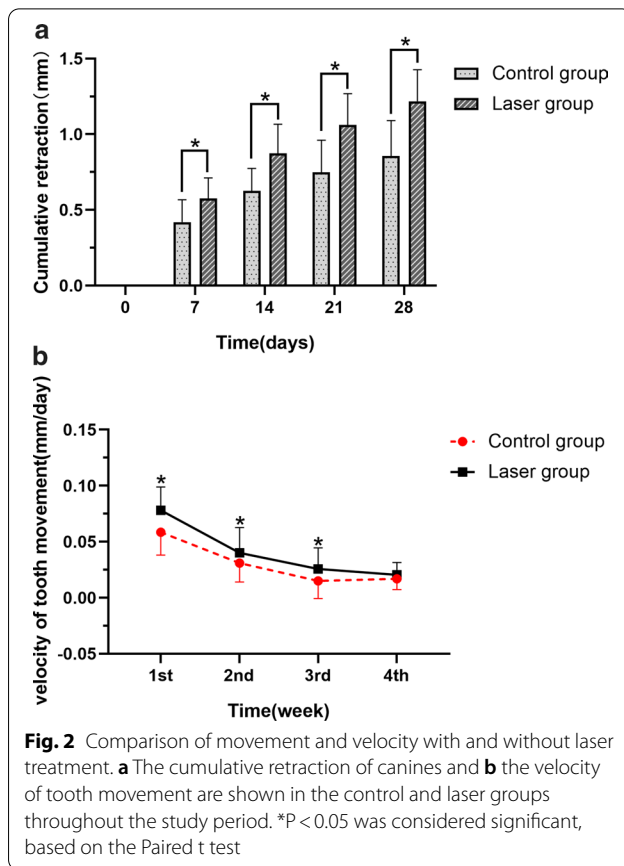 a
Cumulative retraction(mm)
1.5
1.0
0.5
0.0
* * * *
0 7 14 21 28
Time(days)
Control group
Laser group
b
velocity of tooth movement(mm/day)
0.15
0.10
0.05
0.00
-0.05
* * *
1st 2nd 3rd 4th
Time(week)
Control group
Laser group
Fig. 2 Comparison of movement and velocity with and without laser
treatment. a The cumulative retraction of canines and b the velocity
of tooth movement are shown in the control and laser groups
throughout the study period. *P < 0.05 was considered significant,
based on the Paired t test